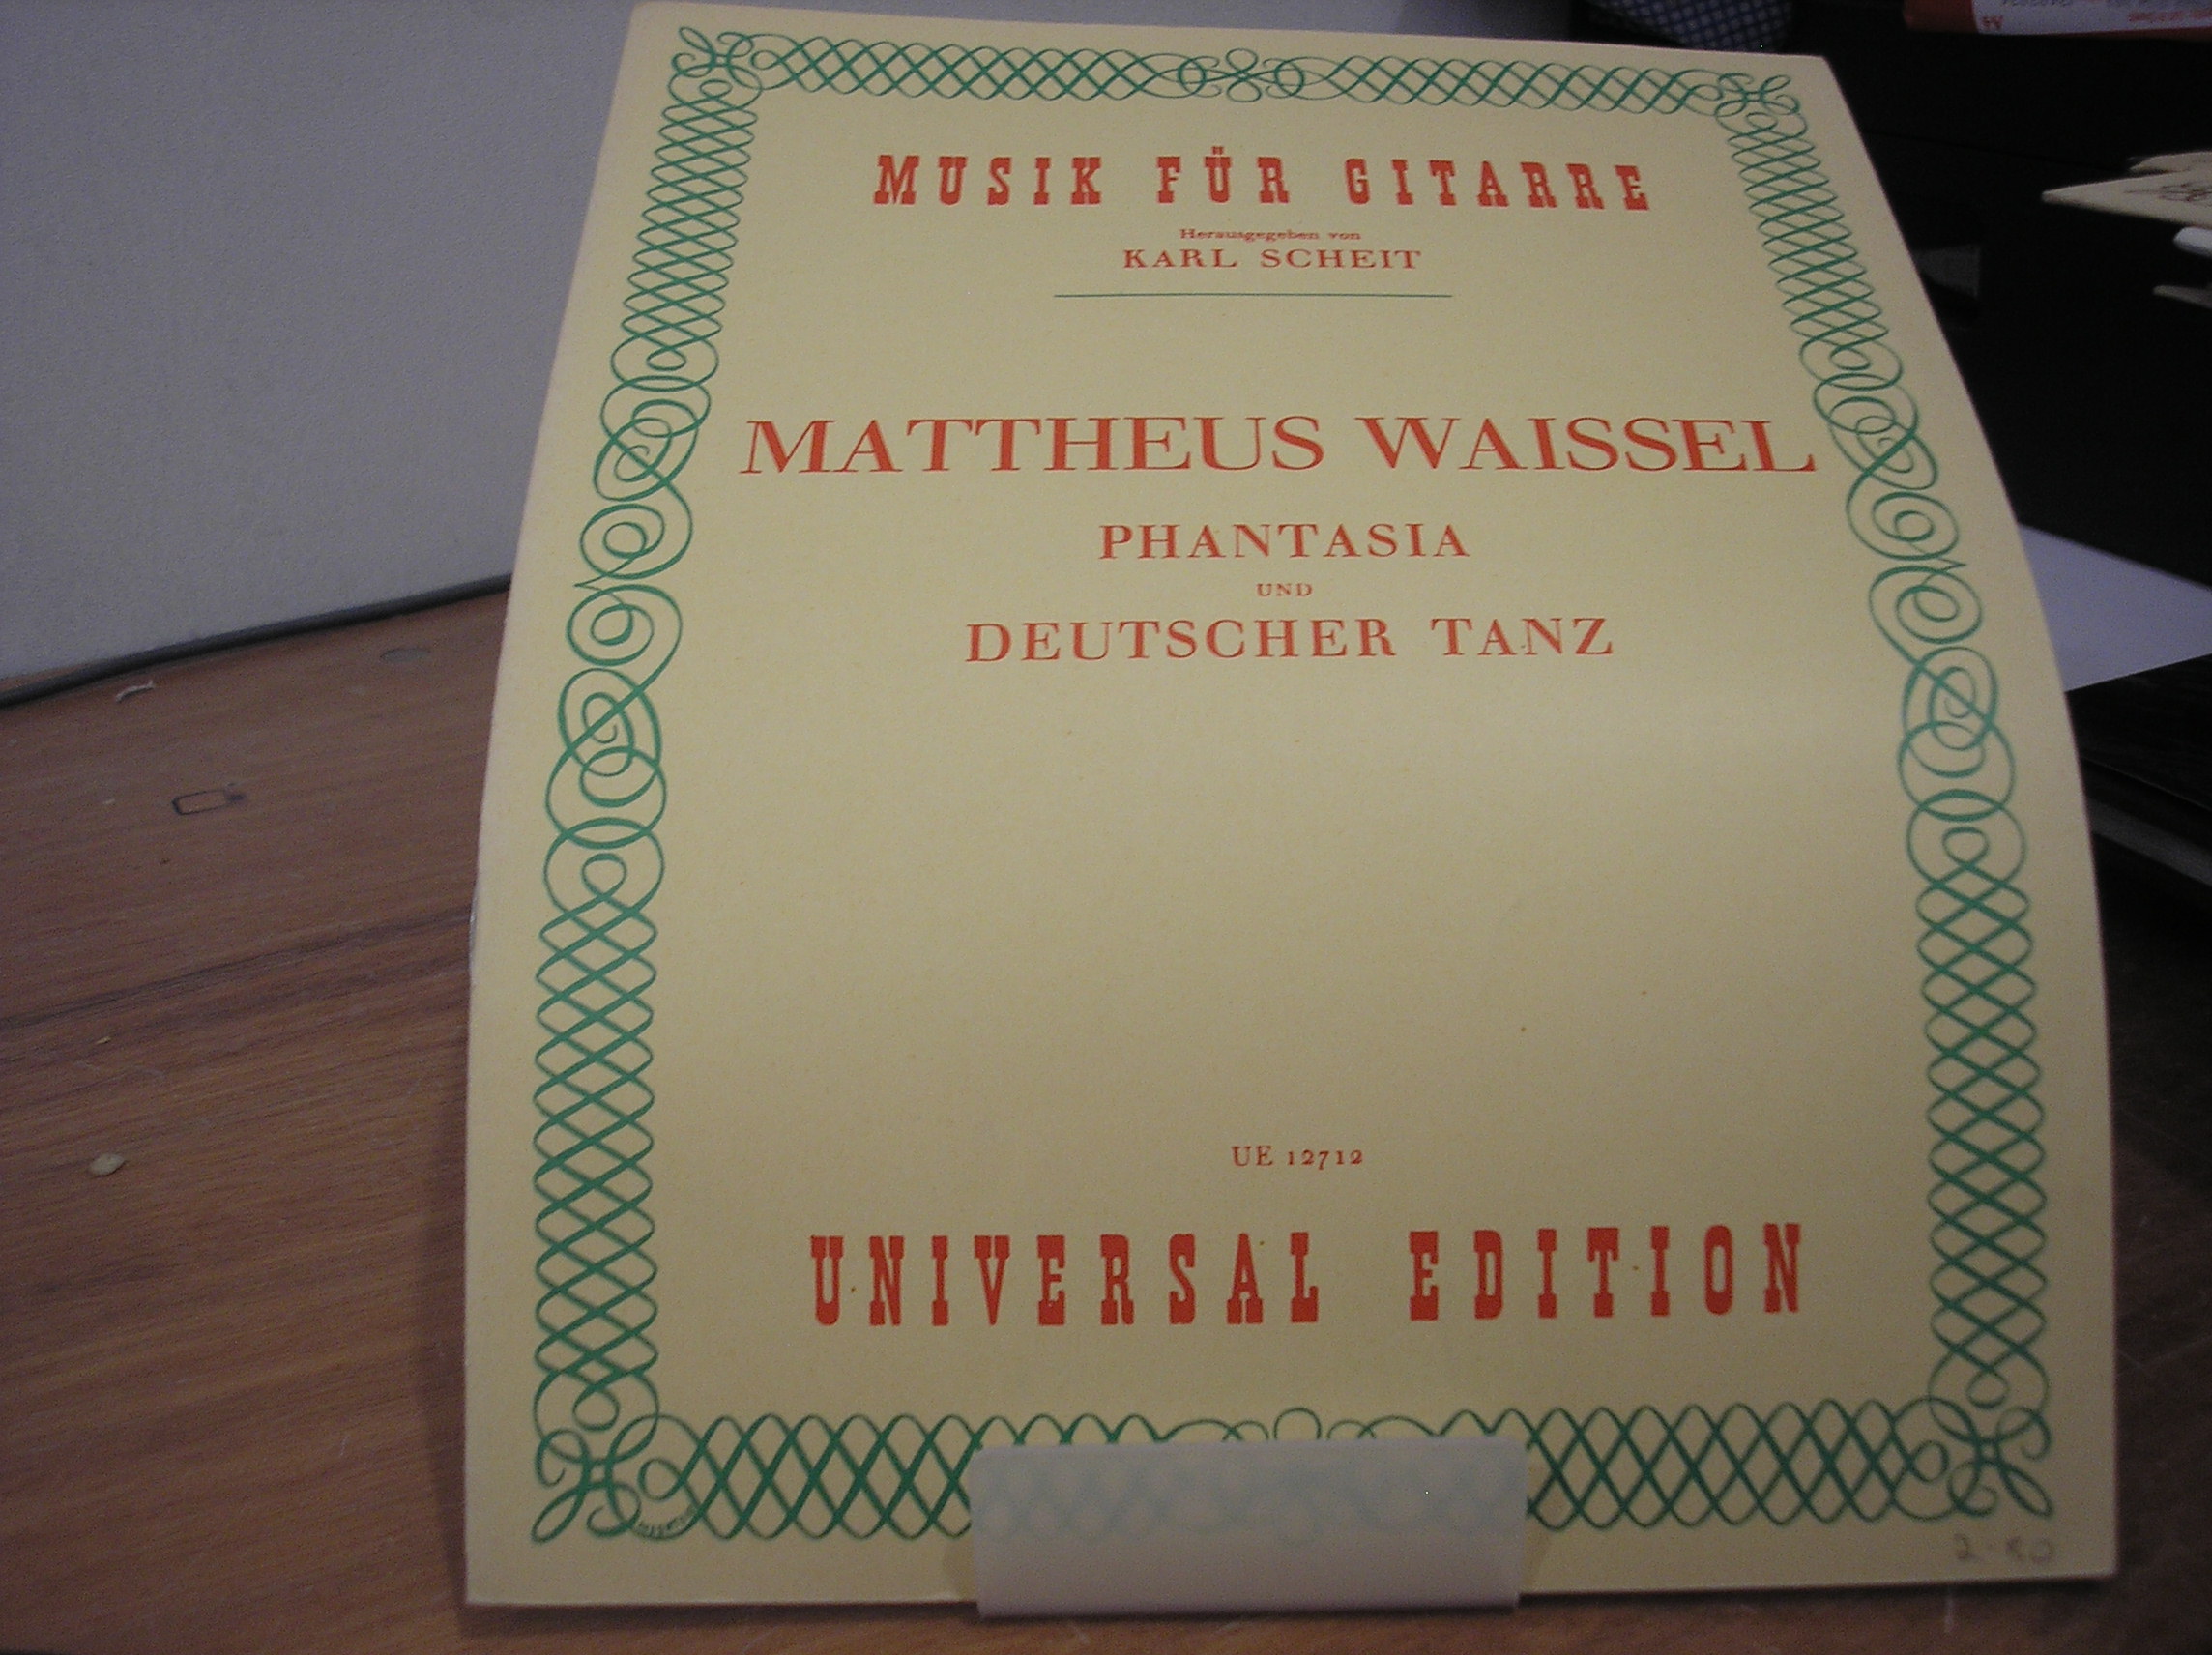 MUSIK FÜR GITARRE
Herausgegeben von
KARL SCHEIT
MATTHEUS WAISSEL
PHANTASIA
UND
DEUTSCHER TANZ
UE 12712
UNIVERSAL EDITION